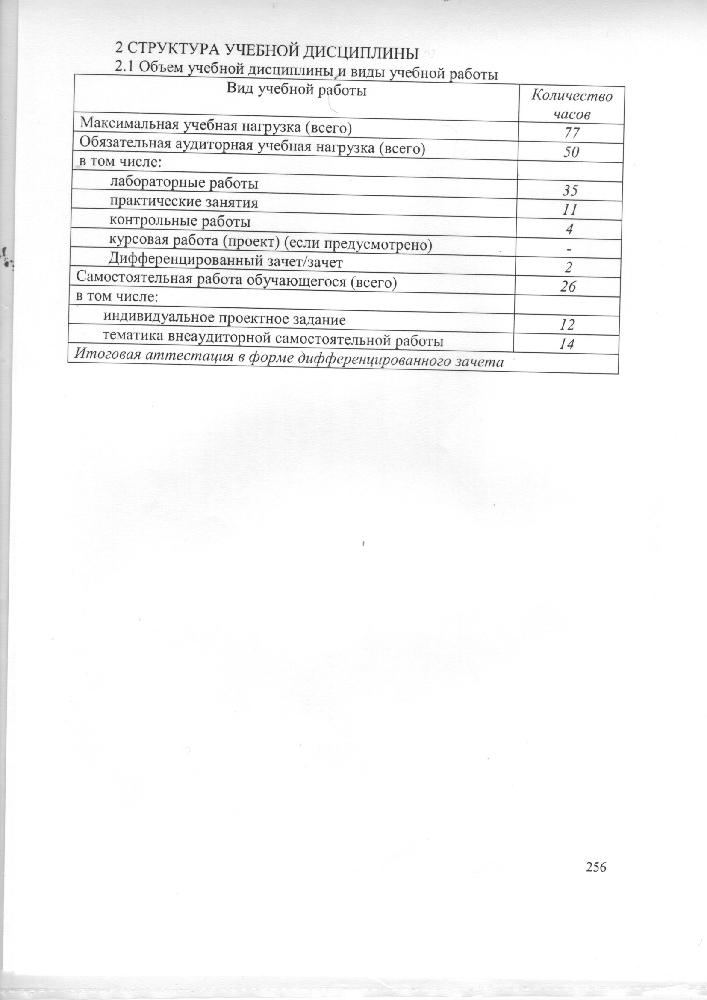 2 СТРУКТУРА УЧЕБНОЙ ДИСЦИПЛИНЫ
2.1 Объем учебной дисциплины и виды учебной работы
Вид учебной работы Количество
часов
Максимальная учебная нагрузка (всего) 77
Обязательная аудиторная учебная нагрузка (всего) 50
в том числе:
лабораторные работы 35
практические занятия 11
контрольные работы 4
курсовая работа (проект) (если предусмотрено) -
Дифференцированный зачет/зачет 2
Самостоятельная работа обучающегося (всего) 26
в том числе:
индивидуальное проектное задание 12
тематика внеаудиторной самостоятельной работы 14
Итоговая аттестация в форме дифференцированного зачета
256